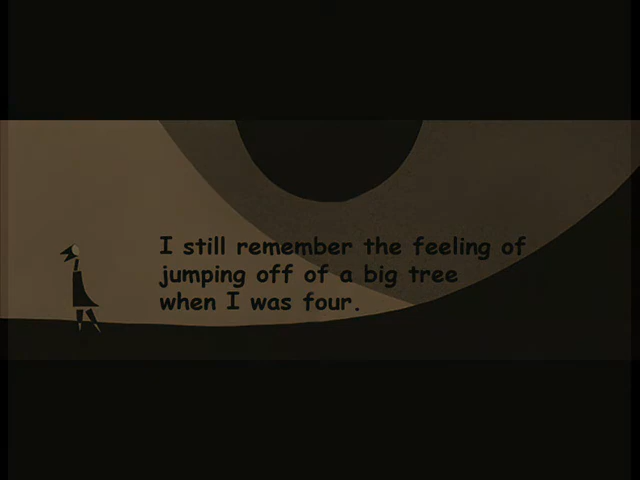 I still remember the feeling of
jumping off of a big tree
when I was four.